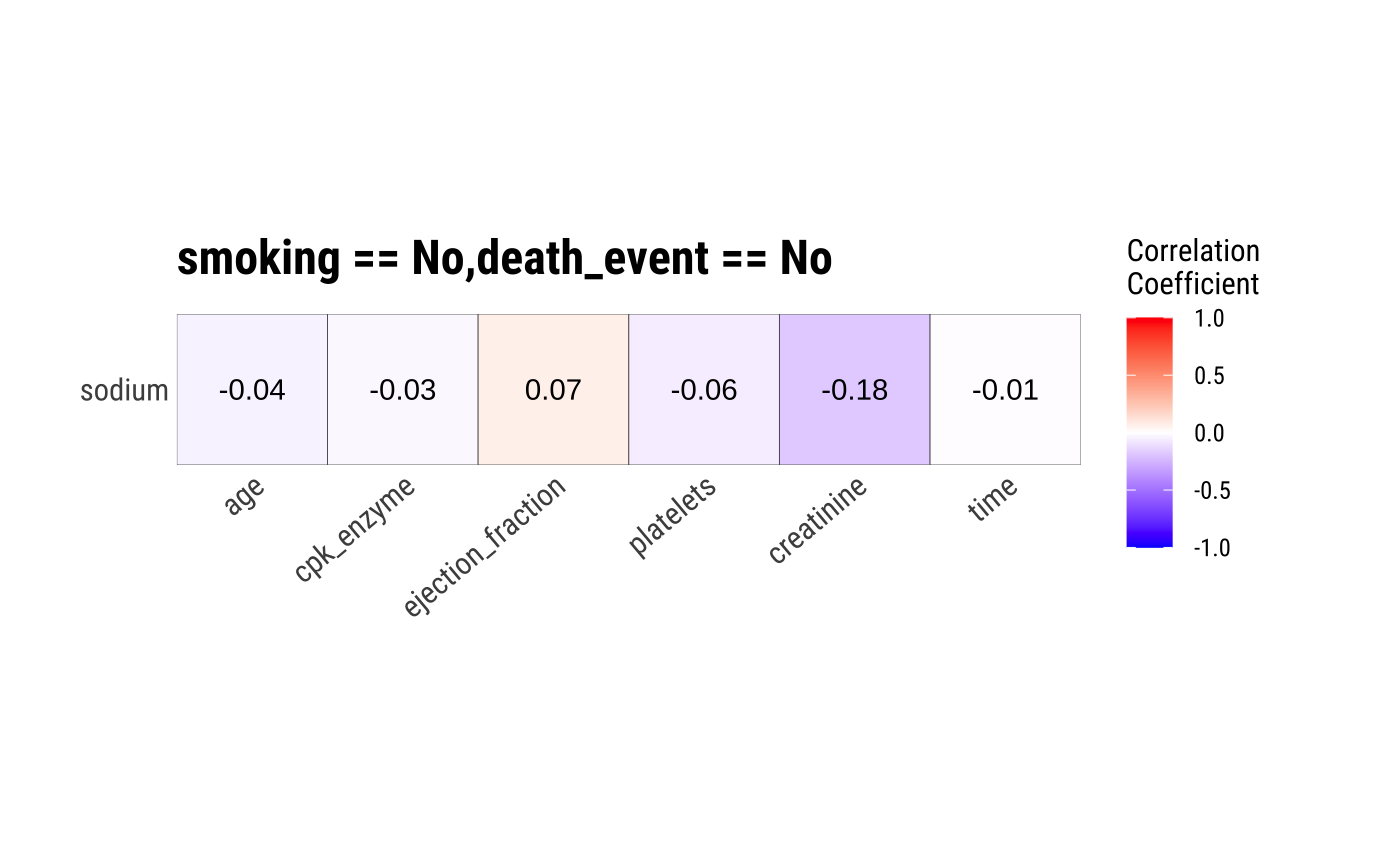 smoking == No,death_event == No
Correlation
Coefficient
1.0
0.5
0.0
-0.5
-1.0
sodium
-0.04
-0.03
0.07
-0.06
-0.18
-0.01
age
cpk_enzyme
ejection_fraction
platelets
creatinine
time